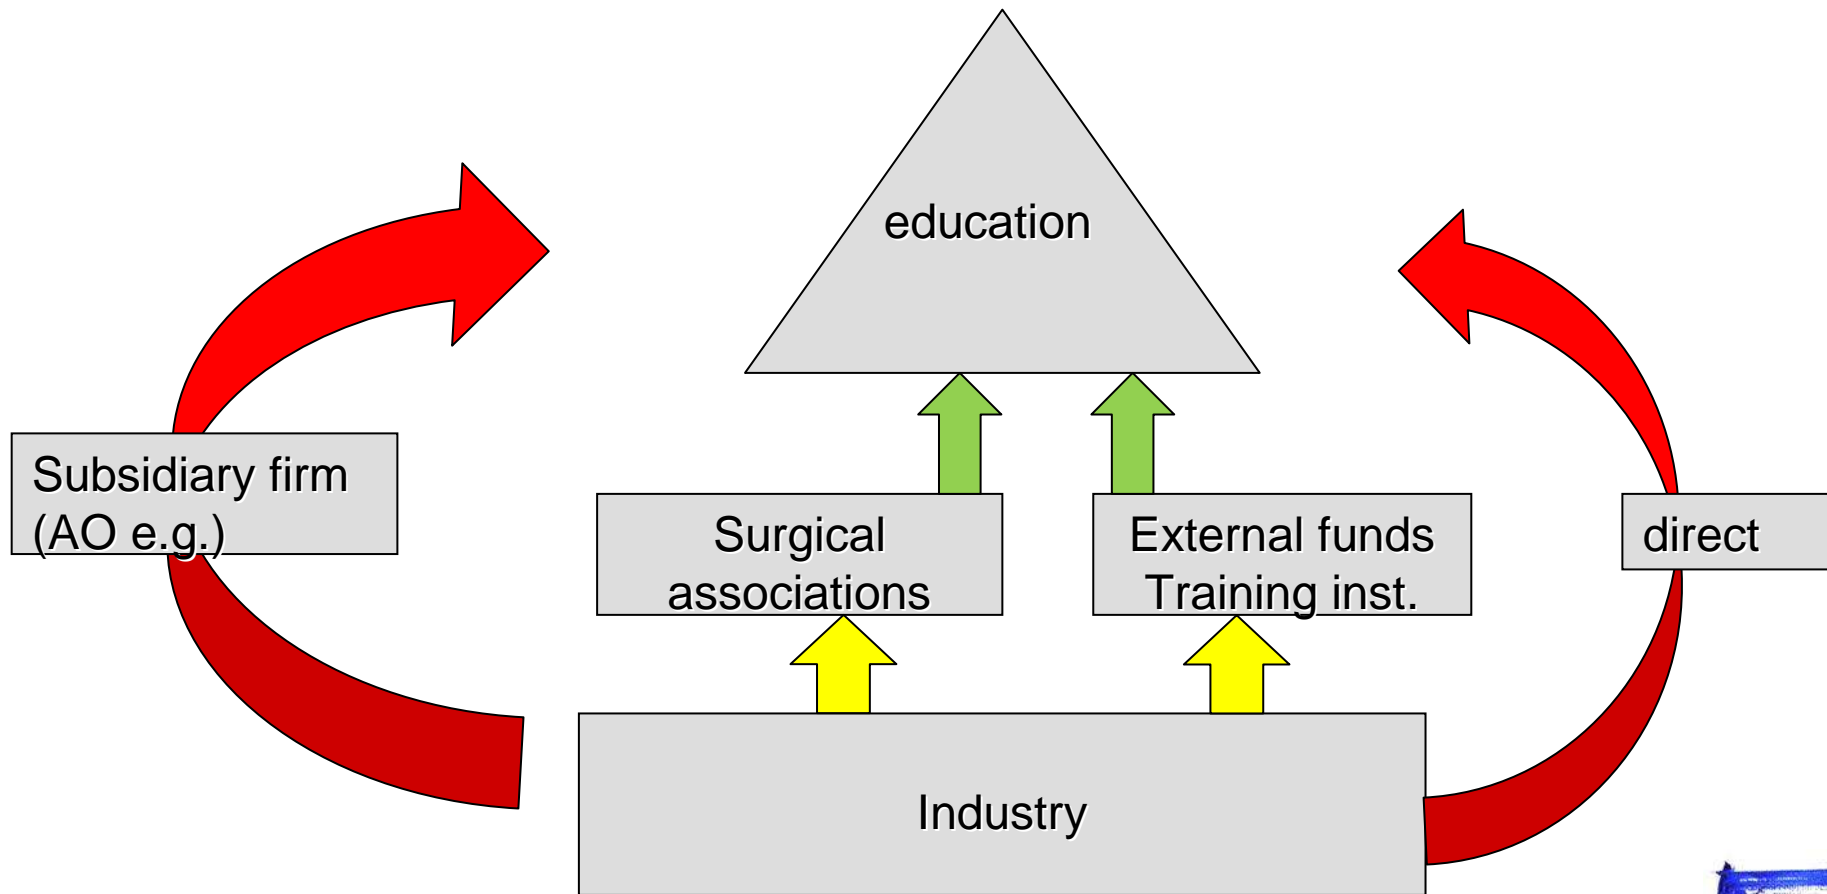 education
Subsidiary firm
(AO e.g.)
Surgical
associations
External funds
Training inst.
direct
Industry